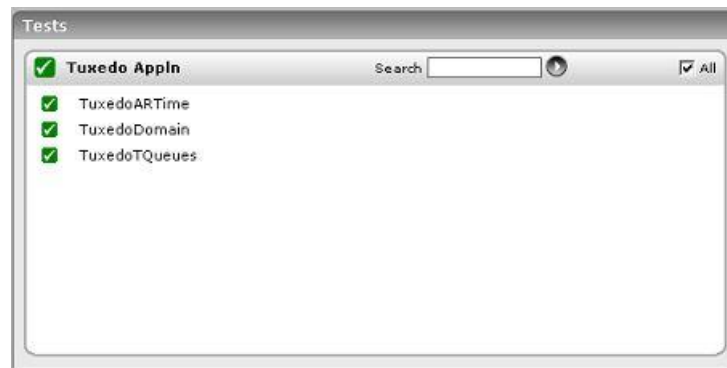 Tests
Tuxedo Appln Search All
TuxedoARTime
TuxedoDomain
TuxedoTQueues